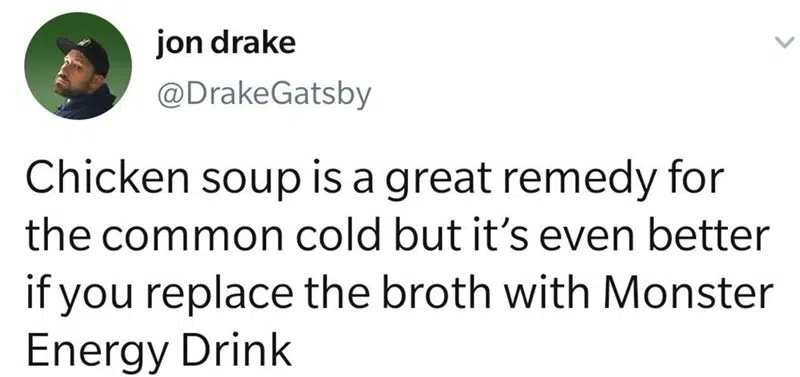 jon drake
@DrakeGatsby
Chicken soup is a great remedy for
the common cold but it’s even better
if you replace the broth with Monster
Energy Drink